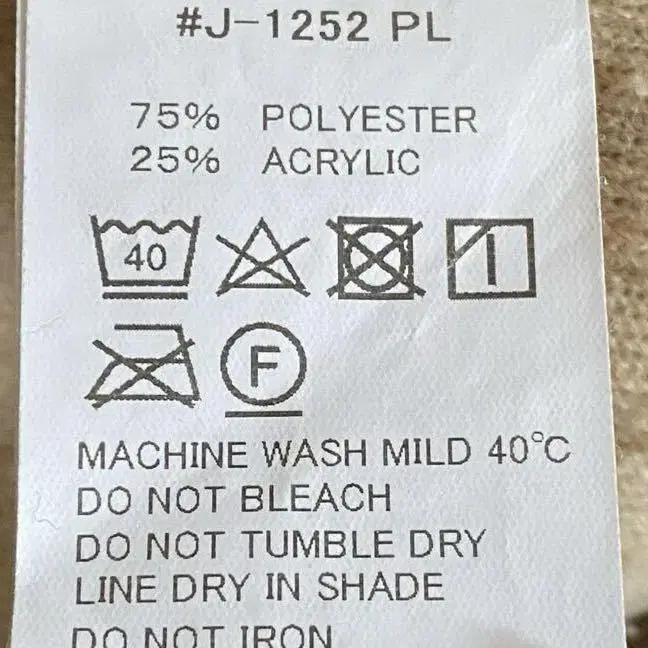 #J-1252 PL
75% POLYESTER
25% ACRYLIC
40
F
MACHINE WASH MILD 40°C
DO NOT BLEACH
DO NOT TUMBLE DRY
LINE DRY IN SHADE
DO NOT IRON